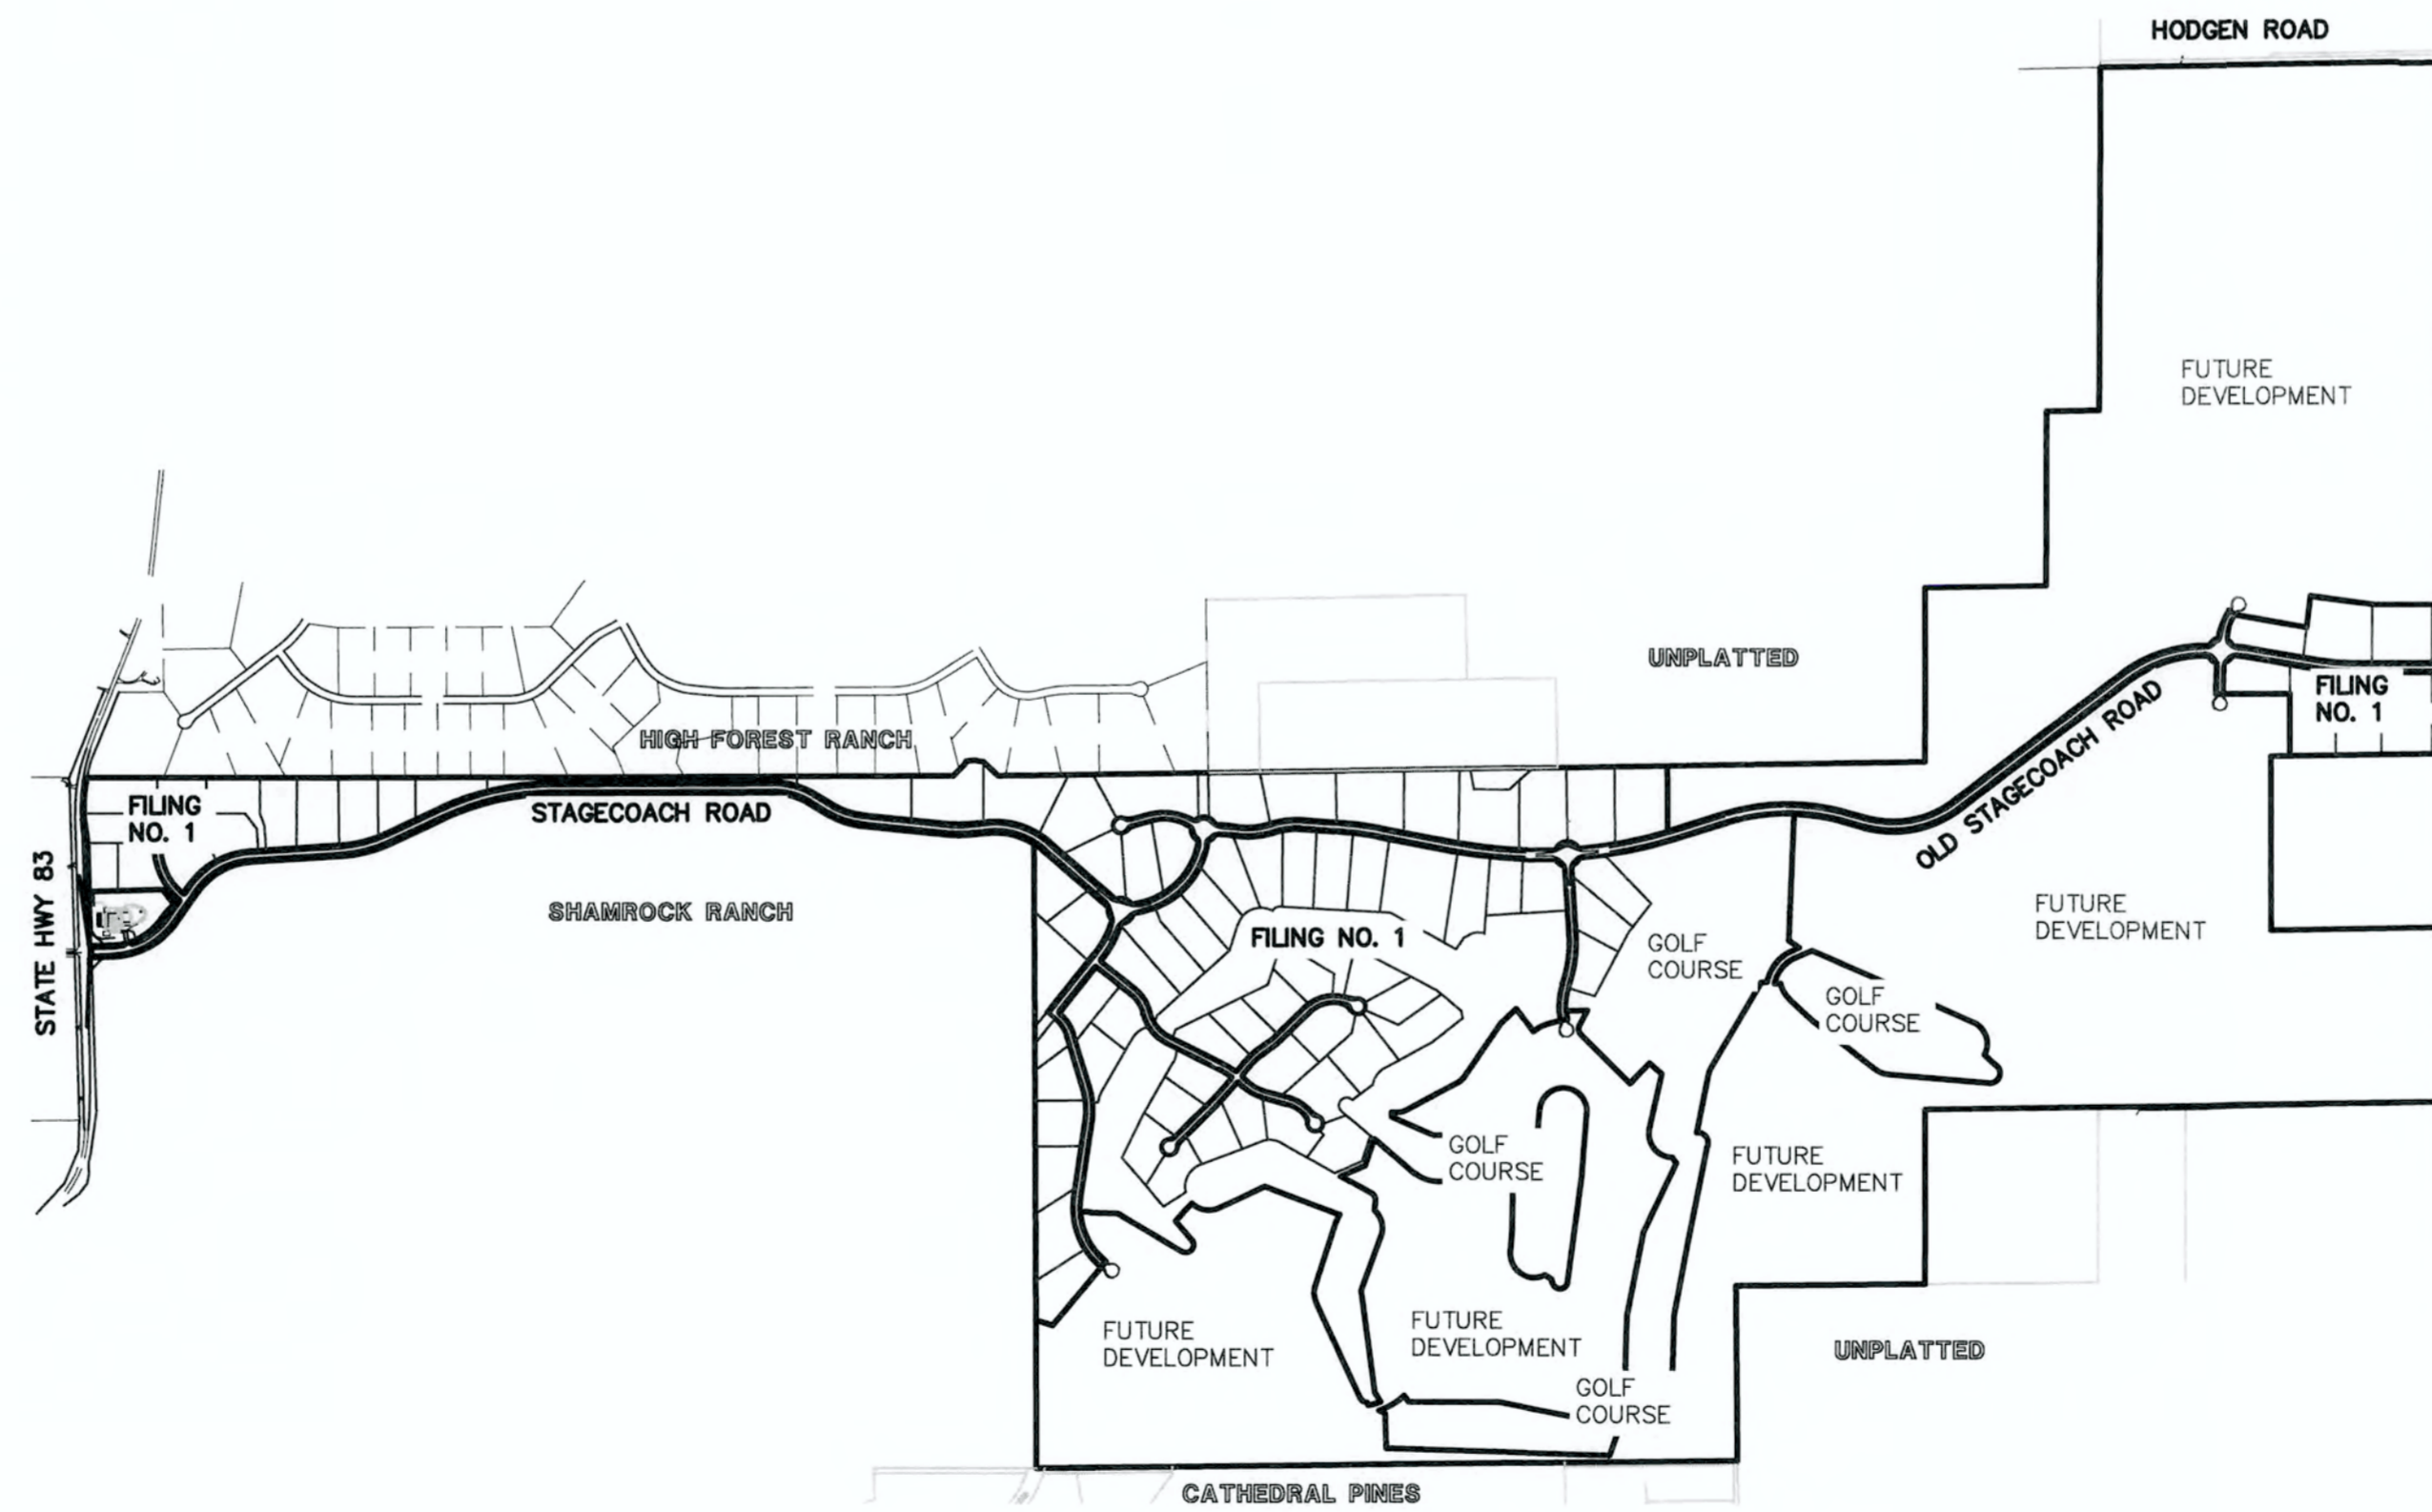 HODGEN ROAD
FUTURE
DEVELOPMENT
UNPLATTED
FILING
NO. 1
HIGH FOREST RANCH
OLD STAGECOACH ROAD
FILING
NO. 1
STAGECOACH ROAD
STATE HWY 83
SHAMROCK RANCH
FILING NO. 1
GOLF
COURSE
FUTURE
DEVELOPMENT
GOLF
COURSE
GOLF
COURSE
FUTURE
DEVELOPMENT
FUTURE
DEVELOPMENT
FUTURE
DEVELOPMENT
UNPLATTED
GOLF
COURSE
CATHEDRAL PINES